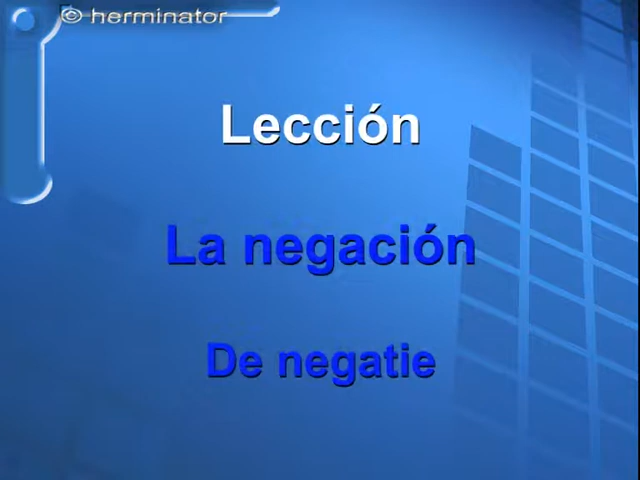 © herminator
Lección
La negación
De negatie